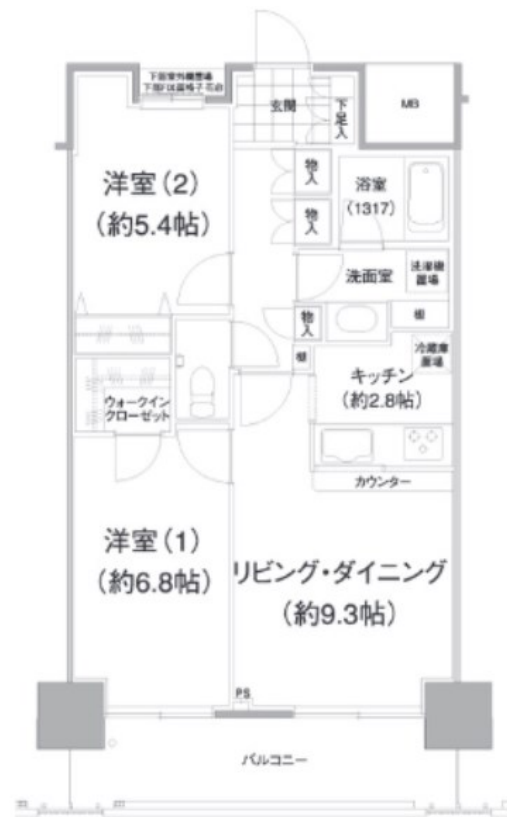 下部室外機置場
玄関
下足入
MB
洋室(2)
(約5.4帖)
物入
物入
浴室
(1317)
洗面室
洗濯機
置場
物入
棚
棚
冷蔵庫
置場
キッチン
(約2.8帖)
ウォークイン
クローゼット
カウンター
洋室(1)
(約6.8帖)
リビング・ダイニング
(約9.3帖)
PS
バルコニー